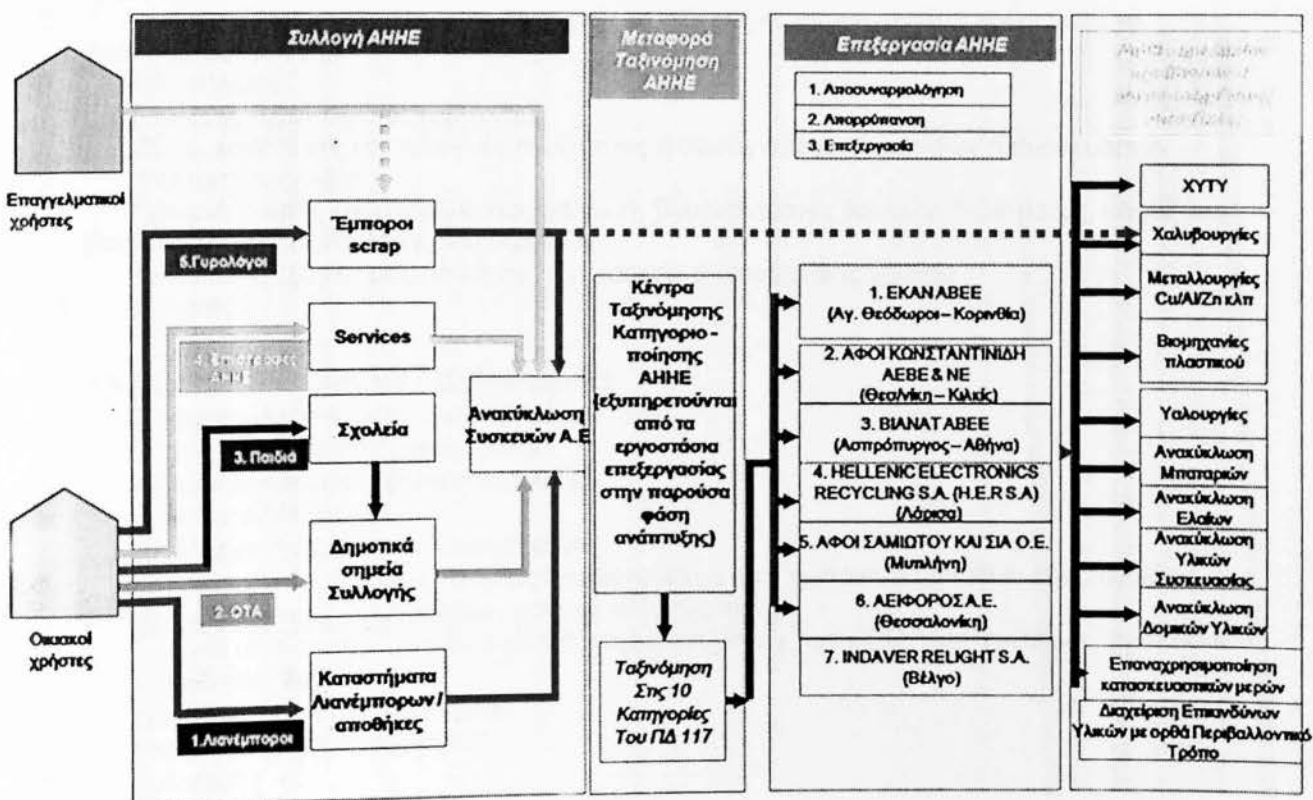 Συλλογή ΑΗΗΕ
Μεταφορά
Ταξινόμηση
ΑΗΗΕ
Επεξεργασία ΑΗΗΕ
1. Αποσυναρμολόγηση
2. Απορρύπανση
3. Επεξεργασία
Επαγγελματικοί
χρήστες
5.Γυρολόγοι
Έμποροι
scrap
Services
ΑΗΗΕ
Σχολεία
3. Παιδιά
Δημοτικά
σημεία
Συλλογής
2. ΟΤΑ
Οικιακοί
χρήστες
Καταστήματα
Λιανέμπορων/
αποθήκες
1.Λιανέμποροι
Ανακύκλωση
Συσκευών Α.Ε
Κέντρα
Ταξινόμησης
Κατηγοριο -
ποίησης
ΑΗΗΕ
(εξυπηρετούνται
από τα
εργοστάσια
επεξεργασίας
στην παρούσα
φάση
ανάπτυξης)
Ταξινόμηση
Στις 10
Κατηγορίες
Του ΠΔ 117
1. ΕΚΑΝ ΑΒΕΕ
(Αγ. Θεόδωροι – Κορινθία)
2. ΑΦΟΙ ΚΩΝΣΤΑΝΤΙΝΙΔΗ
ΑΕΒΕ & ΝΕ
(Θεσ/νίκη – Κιλκίς)
3. ΒΙΑΝΑΤ ΑΒΕΕ
(Ασπρόπυργος – Αθήνα)
4. HELLENIC ELECTRONICS
RECYCLING S.A. (H.E.R S.A)
(Λάρισα)
5. ΑΦΟΙ ΣΑΜΙΩΤΟΥ ΚΑΙ ΣΙΑ Ο.Ε.
(Μυτιλήνη)
6. ΑΕΙΦΟΡΟΣ Α.Ε.
(Θεσσαλονίκη)
7. INDAVER RELIGHT S.A.
(Βέλγο)
ΧΥΤΥ
Χαλυβουργίες
Μεταλλουργίες
Cu/Al/Zn κλπ
Βιομηχανίες
πλαστικού
Υαλουργίες
Ανακύκλωση
Μπαταριών
Ανακύκλωση
Ελαίων
Ανακύκλωση
Υλικών
Συσκευασίας
Ανακύκλωση
Δομικών Υλικών
Επαναχρησιμοποίηση
κατασκευαστικών μερών
Διαχείριση Επικινδύνων
Υλικών με ορθά Περιβαλλοντικό
Τρόπο